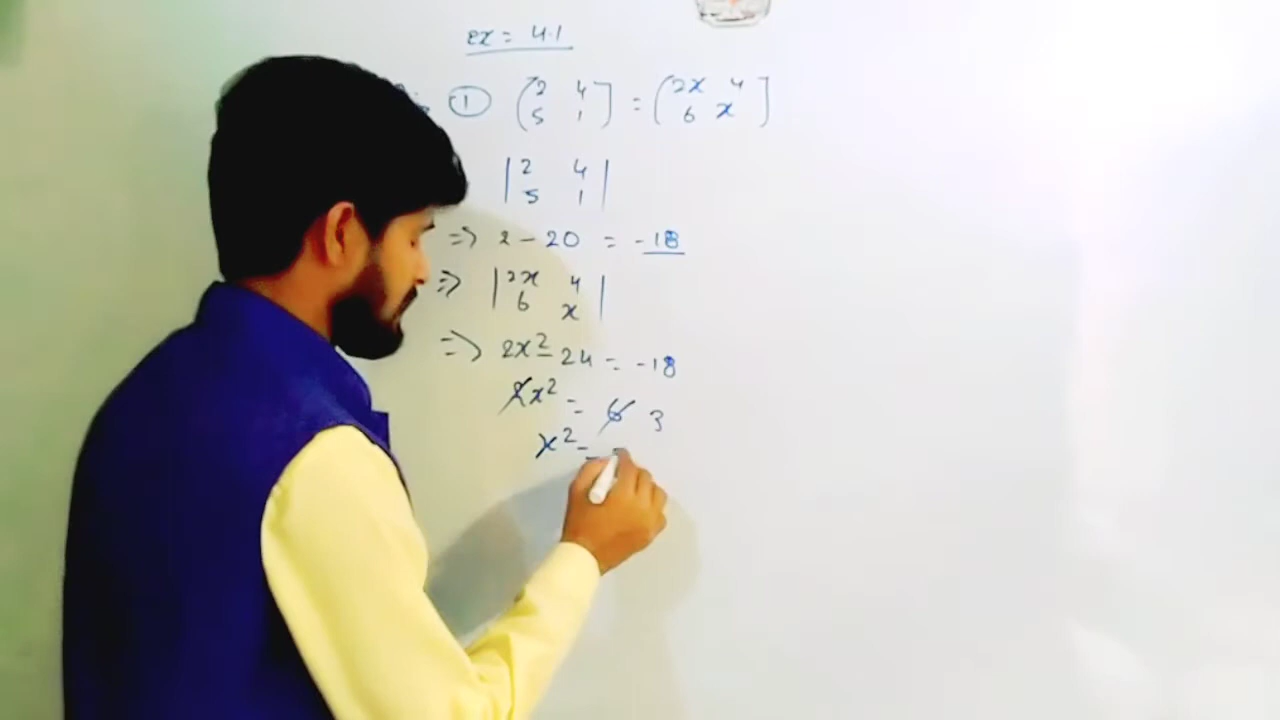 ex = 4.1
① [2 4 = [2x 4
5 1] 6 x]
|2 4|
|5 1|
=> 2 - 20 = -18
=> |2x 4|
|6 x|
=> 2x² - 24 = -18
2x² = 6 3
x² =